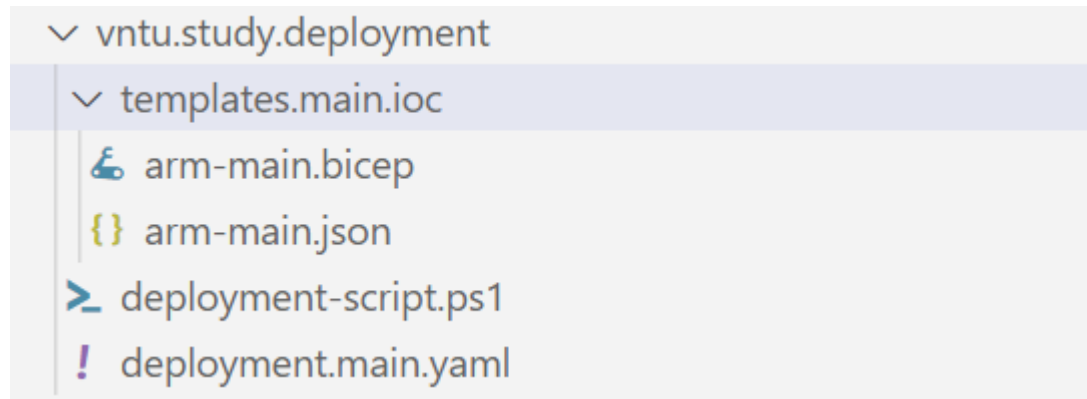 vntu.study.deployment
templates.main.ioc
arm-main.bicep
{} arm-main.json
deployment-script.ps1
! deployment.main.yaml